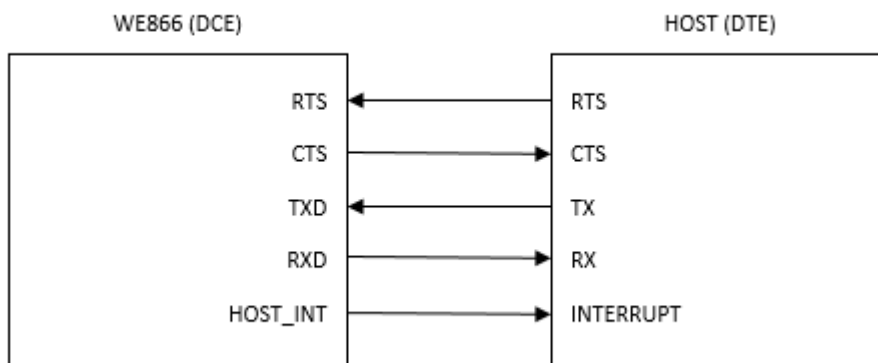 WE866 (DCE) HOST (DTE)
RTS RTS
CTS CTS
TXD TX
RXD RX
HOST_INT INTERRUPT